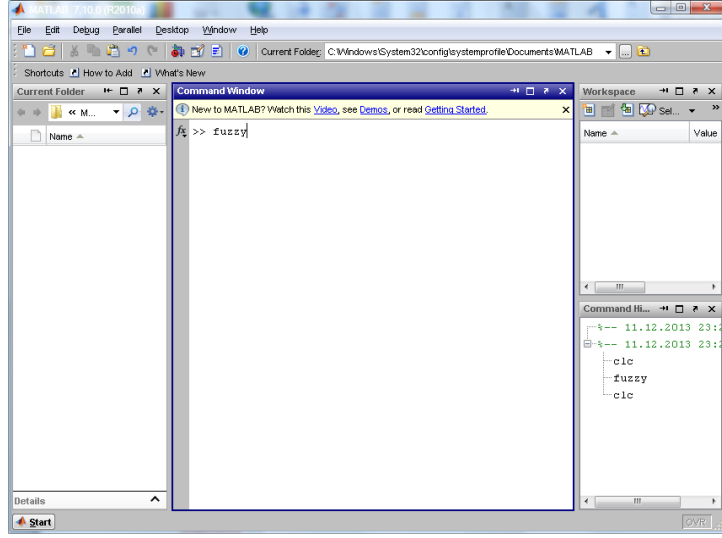 MATLAB 7.10.0 (R2010a)
File Edit Debug Parallel Desktop Window Help
Current Folder: C:\Windows\System32\config\systemprofile\Documents\MATLAB
Shortcuts How to Add What's New
Current Folder
« M...
Name
Details
Command Window
New to MATLAB? Watch this Video, see Demos, or read Getting Started.
fx >> fuzzy
Workspace
Sel... »
Name Value
Command Hi...
%-- 11.12.2013 23:2
%-- 11.12.2013 23:2
clc
fuzzy
clc
Start
OVR